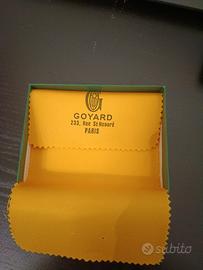 GOYARD
233, Rue St Honoré
PARIS
subito